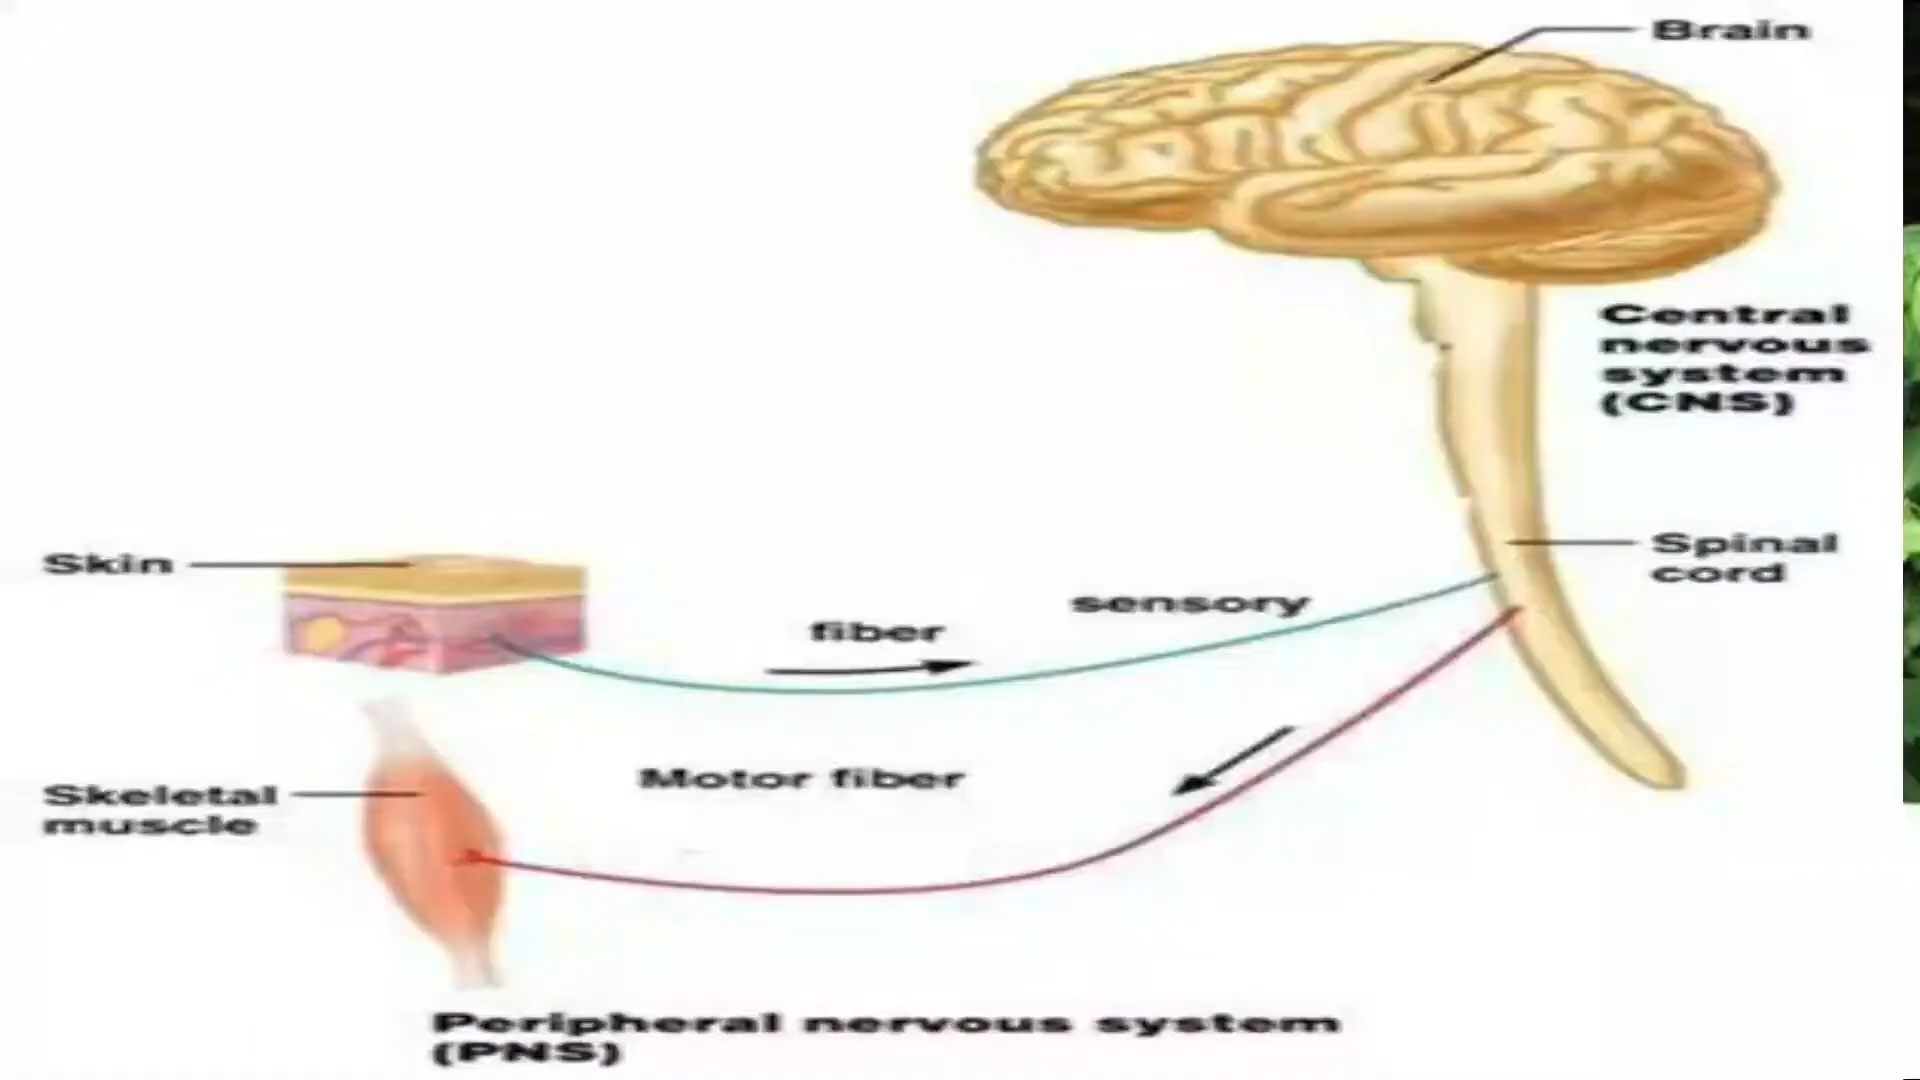 Brain
Central
nervous
system
(CNS)
Spinal
cord
Skin
sensory
fiber
Motor fiber
Skeletal
muscle
Peripheral nervous system
(PNS)